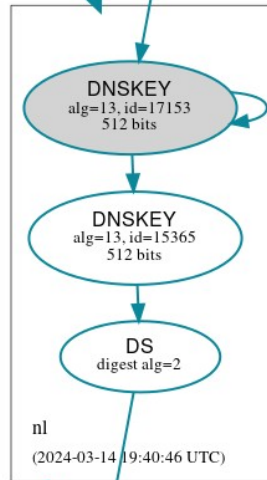 DNSKEY
alg=13, id=17153
512 bits
DNSKEY
alg=13, id=15365
512 bits
DS
digest alg=2
nl
(2024-03-14 19:40:46 UTC)